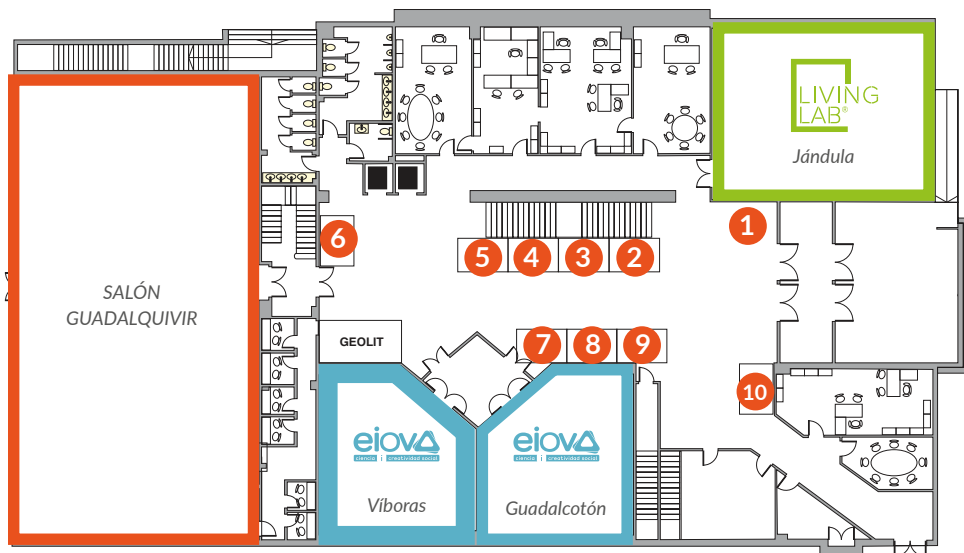 LIVING
LAB®
Jándula
1
6
5
4
3
2
SALÓN
GUADALQUIVIR
GEOLIT
7
8
9
10
eiova
ciencia | creatividad social
Víboras
eiova
ciencia | creatividad social
Guadalcotón